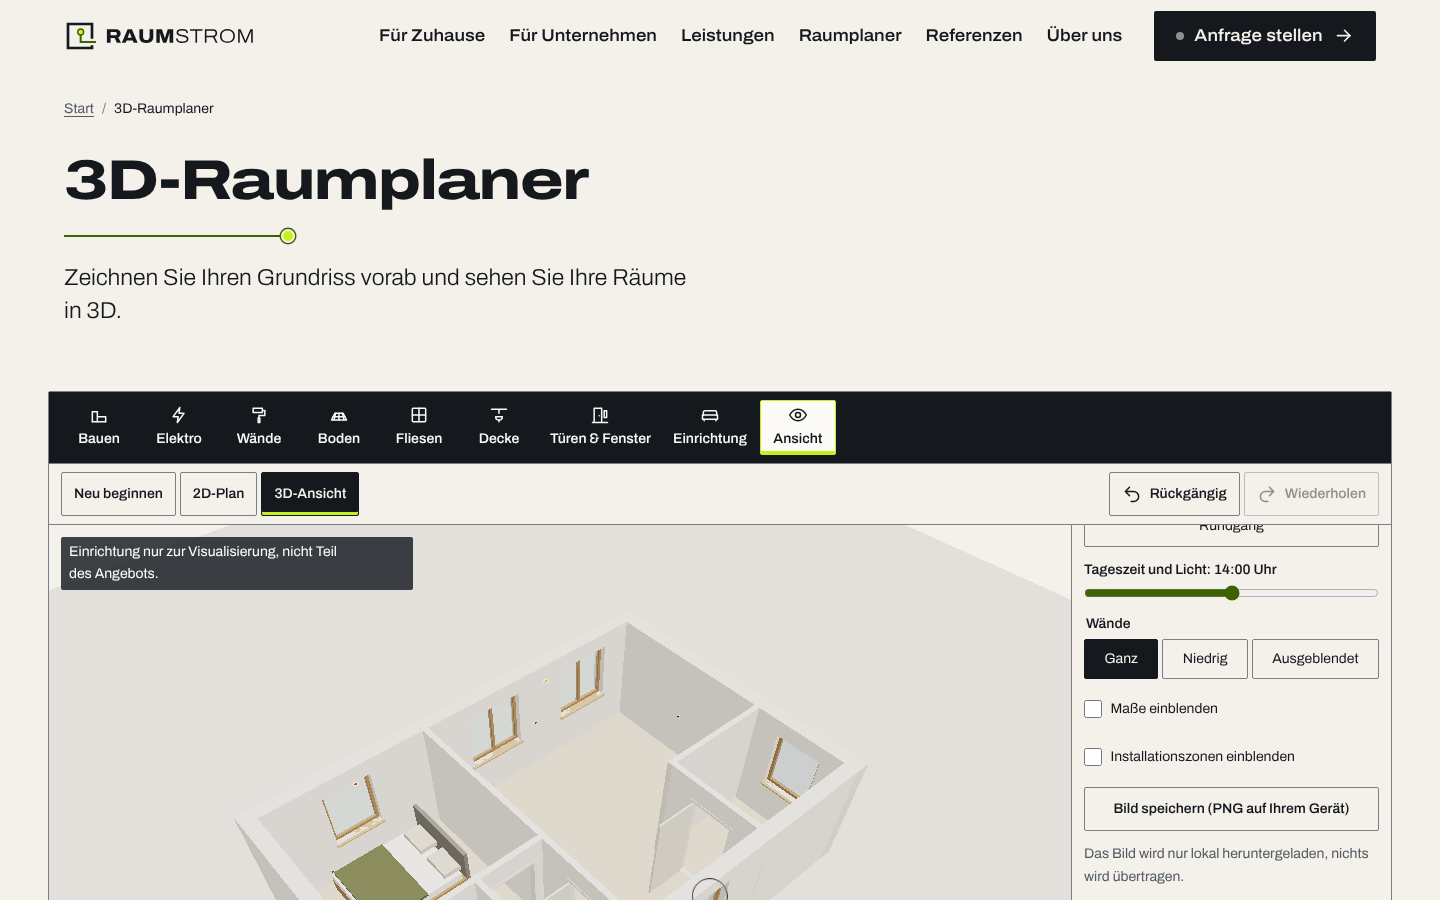 RAUMSTROM
Für Zuhause
Für Unternehmen
Leistungen
Raumplaner
Referenzen
Über uns
Anfrage stellen
Start / 3D-Raumplaner
3D-Raumplaner
Zeichnen Sie Ihren Grundriss vorab und sehen Sie Ihre Räume
in 3D.
Bauen
Elektro
Wände
Boden
Fliesen
Decke
Türen & Fenster
Einrichtung
Ansicht
Neu beginnen
2D-Plan
3D-Ansicht
Rückgängig
Wiederholen
Einrichtung nur zur Visualisierung, nicht Teil
des Angebots.
Rundgang
Tageszeit und Licht: 14:00 Uhr
Wände
Ganz
Niedrig
Ausgeblendet
Maße einblenden
Installationszonen einblenden
Bild speichern (PNG auf Ihrem Gerät)
Das Bild wird nur lokal heruntergeladen, nichts
wird übertragen.